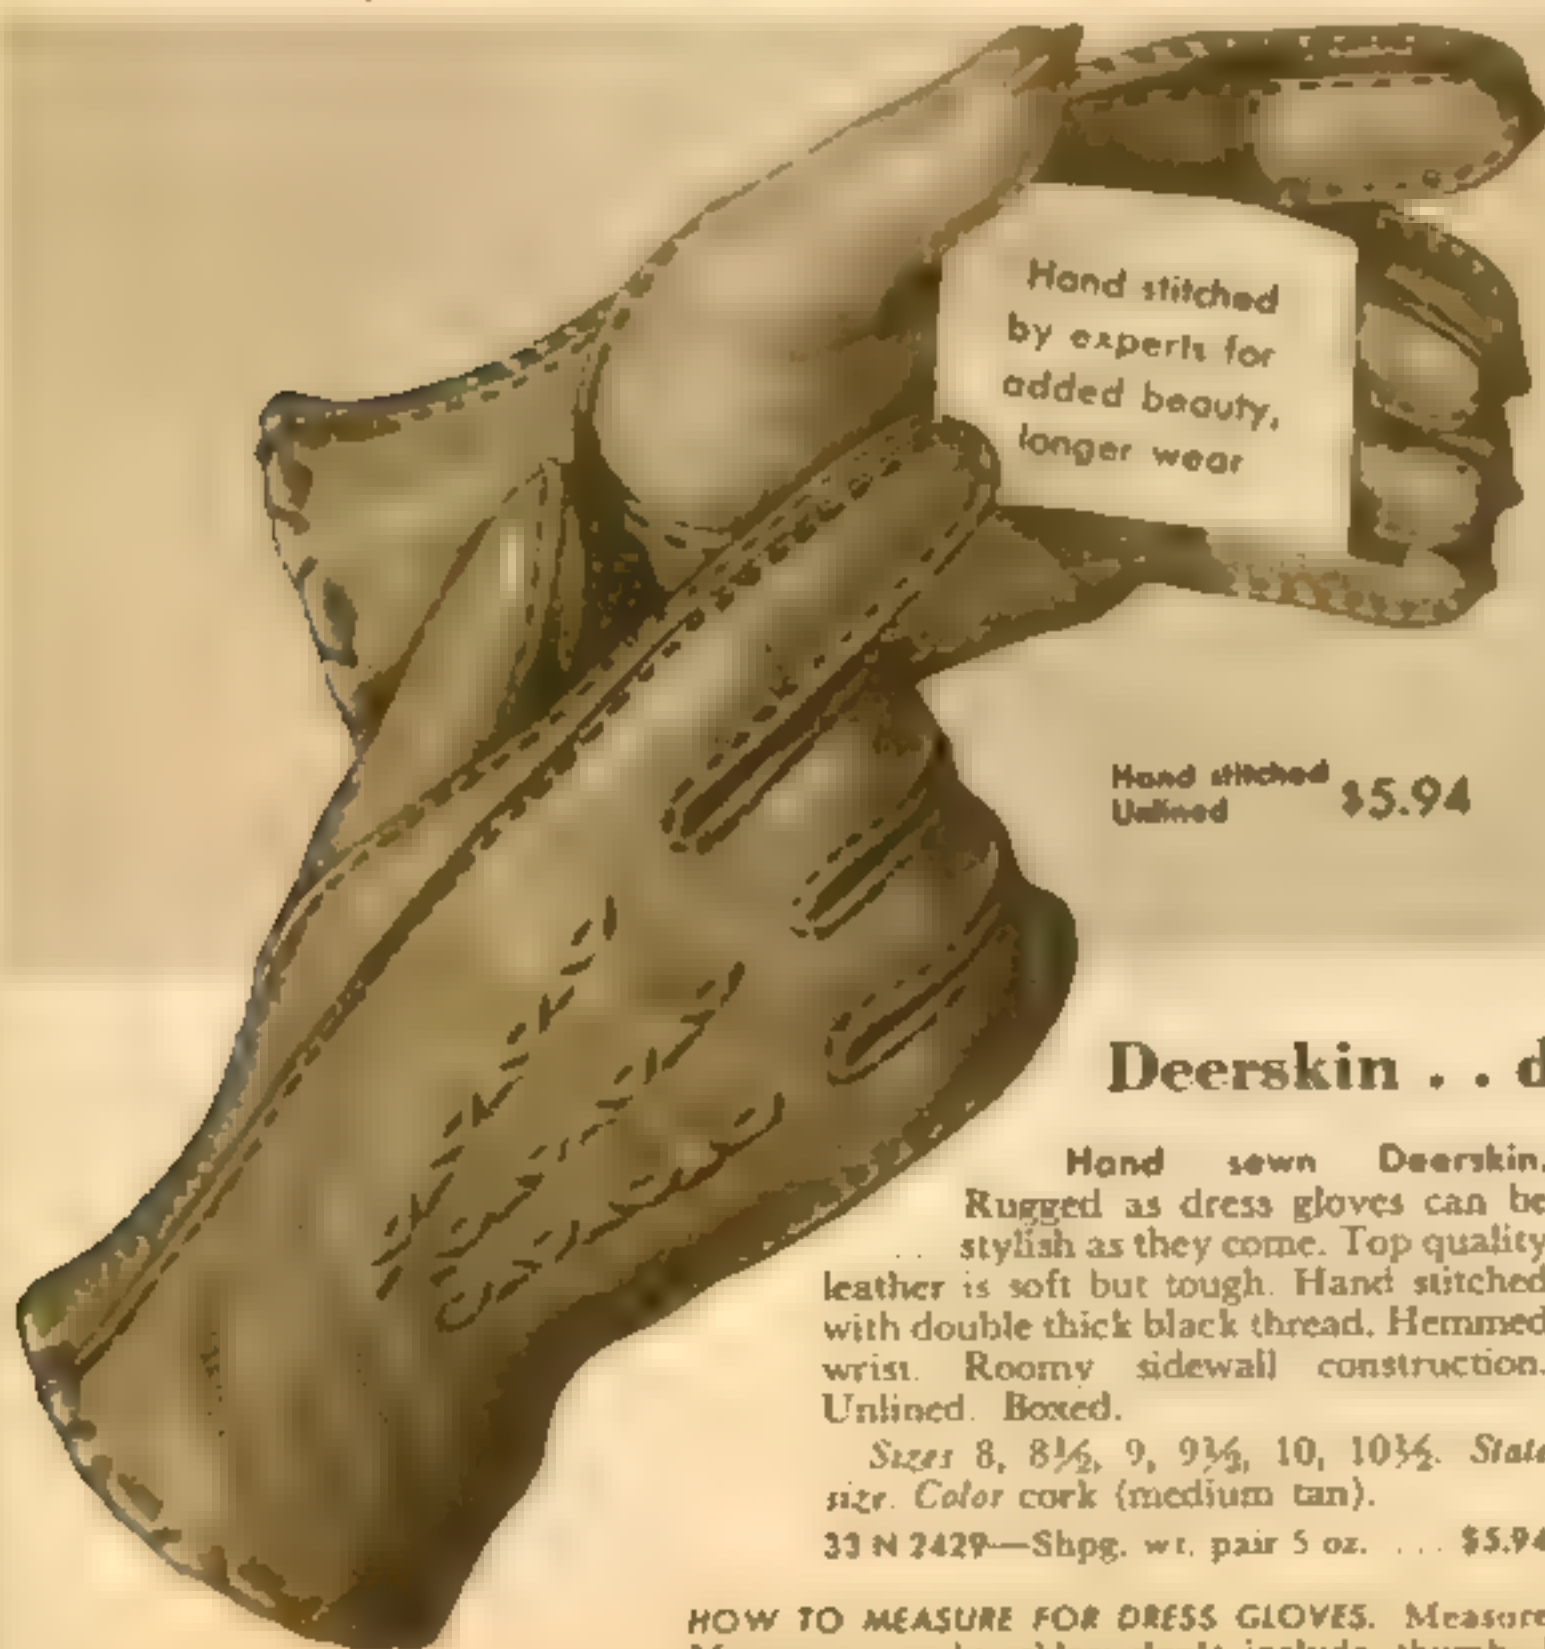 Hand stitched
by experts for
added beauty,
longer wear
Hand stitched
Unlined $5.94
Deerskin . . d
Hand sewn Deerskin.
Rugged as dress gloves can be
stylish as they come. Top quality
leather is soft but tough. Hand stitched
with double thick black thread. Hemmed
wrist. Roomy sidewall construction.
Unlined. Boxed.
Sizes 8, 8½, 9, 9½, 10, 10½. State
size. Color cork (medium tan).
33 N 2429—Shpg. wt. pair 5 oz. . . . $5.94
HOW TO MEASURE FOR DRESS GLOVES. Measure